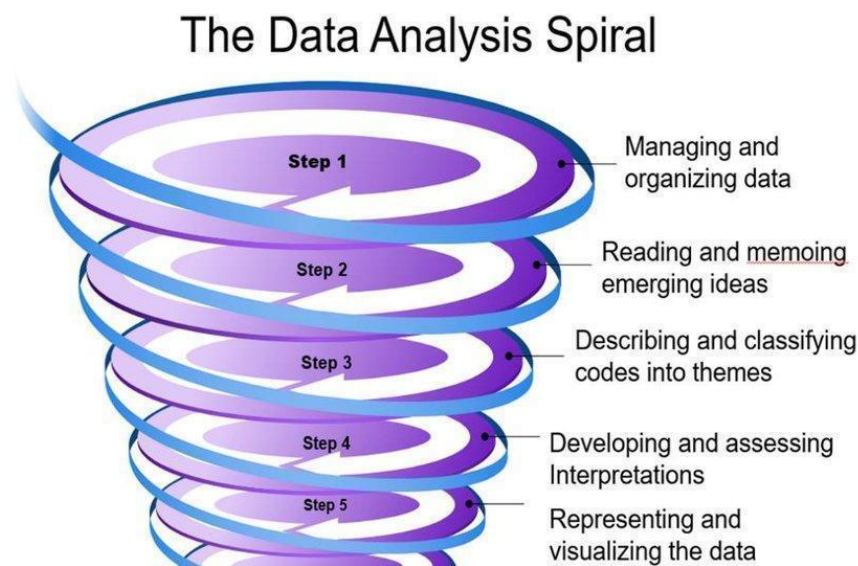 The Data Analysis Spiral
Step 1
Managing and
organizing data
Step 2
Reading and memoing
emerging ideas
Step 3
Describing and classifying
codes into themes
Step 4
Developing and assessing
Interpretations
Step 5
Representing and
visualizing the data